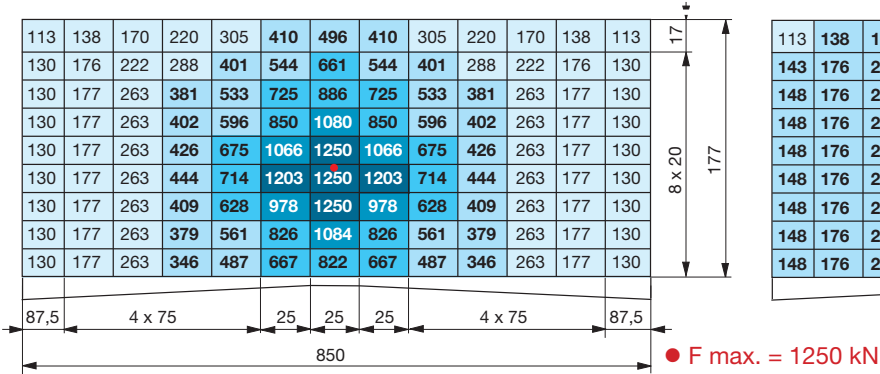 113 138 170 220 305 410 496 410 305 220 170 138 113 17 113 138
130 176 222 288 401 544 661 544 401 288 222 176 130 143 176
130 177 263 381 533 725 886 725 533 381 263 177 130 148 176
130 177 263 402 596 850 1080 850 596 402 263 177 130 148 176
130 177 263 426 675 1066 1250 1066 675 426 263 177 130 8 x 20 177 148 176
130 177 263 444 714 1203 1250 1203 714 444 263 177 130 148 176
130 177 263 409 628 978 1250 978 628 409 263 177 130 148 176
130 177 263 379 561 826 1084 826 561 379 263 177 130 148 176
130 177 263 346 487 667 822 667 487 346 263 177 130 148 176
87,5 4 x 75 25 25 25 4 x 75 87,5
850
F max. = 1250 kN